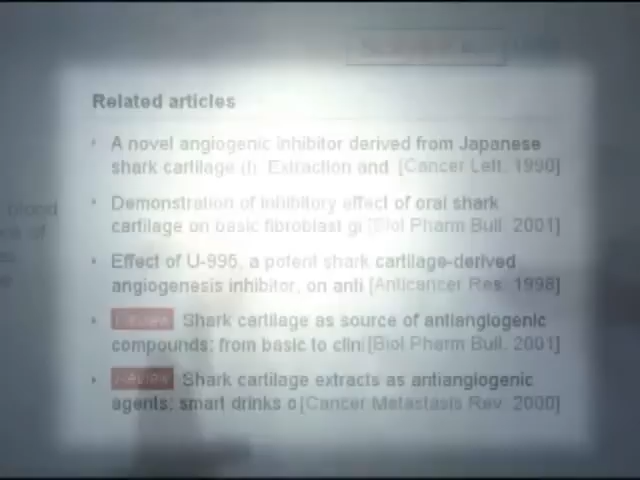 Related articles
A novel angiogenic inhibitor derived from Japanese
shark cartilage (I). Extraction and [Cancer Lett. 1990]
Demonstration of inhibitory effect of oral shark
cartilage on basic fibroblast gr [Biol Pharm Bull. 2001]
Effect of U-995, a potent shark cartilage-derived
angiogenesis inhibitor, on anti [Anticancer Res. 1998]
Review Shark cartilage as source of antiangiogenic
compounds: from basic to clini [Biol Pharm Bull. 2001]
Review Shark cartilage extracts as antiangiogenic
agents: smart drinks o [Cancer Metastasis Rev. 2000]